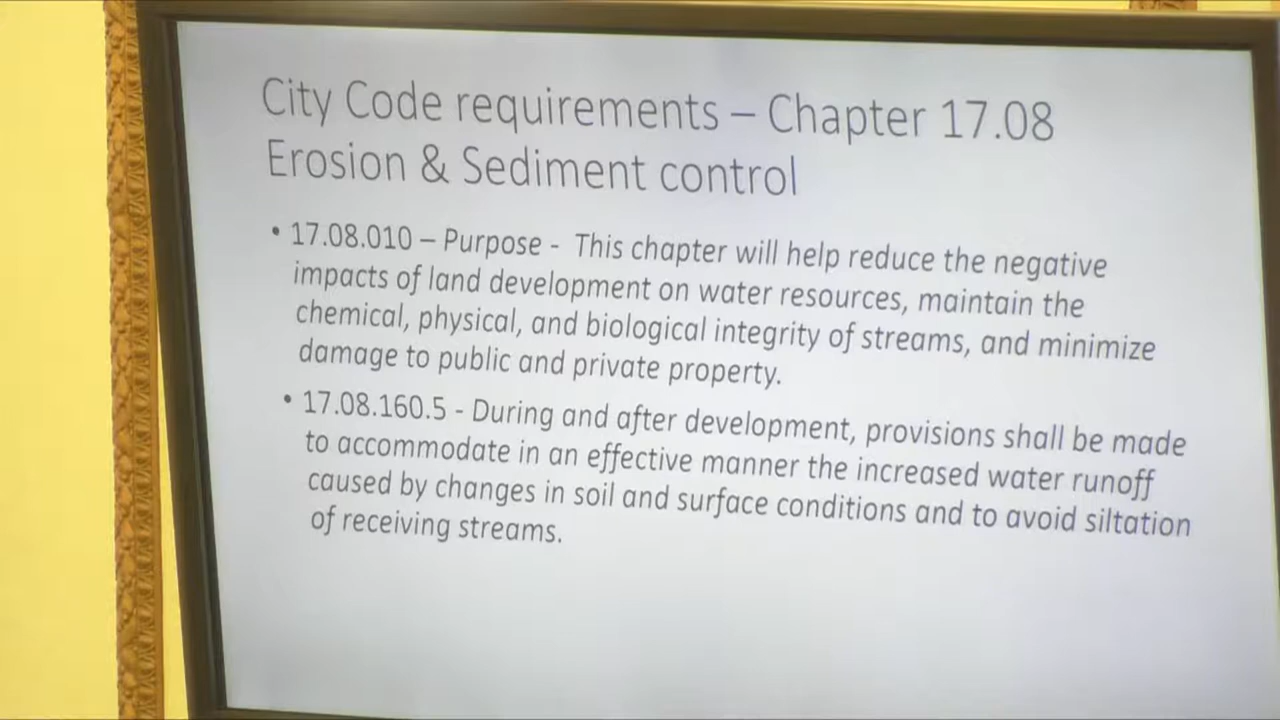 City Code requirements – Chapter 17.08
Erosion & Sediment control
• 17.08.010 – Purpose - This chapter will help reduce the negative
impacts of land development on water resources, maintain the
chemical, physical, and biological integrity of streams, and minimize
damage to public and private property.
• 17.08.160.5 - During and after development, provisions shall be made
to accommodate in an effective manner the increased water runoff
caused by changes in soil and surface conditions and to avoid siltation
of receiving streams.